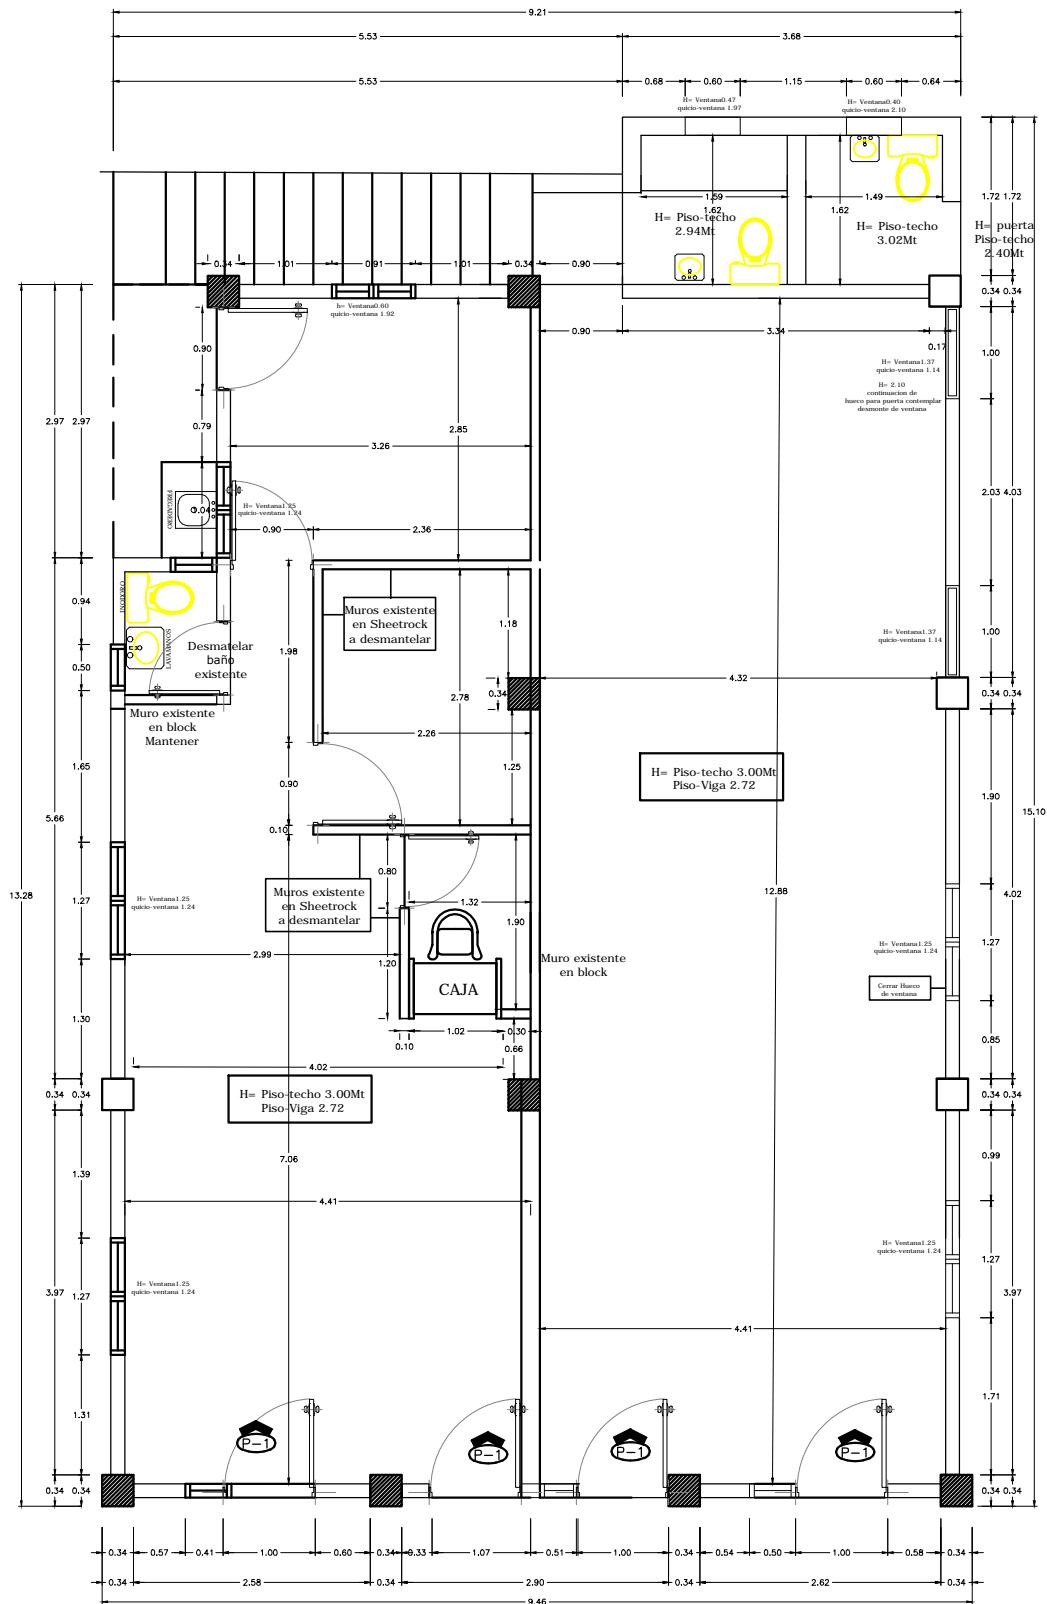 9.21
5.53
3.68
5.53
0.68
0.60
1.15
0.60
0.64
H= Ventana0.47
quicio-ventana 1.97
H= Ventana0.40
quicio-ventana 2.10
1.72
1.72
1.59
1.62
1.62
1.49
H= Piso-techo
2.94Mt
H= Piso-techo
3.02Mt
H= puerta
Piso-techo
2.40Mt
0.34
1.01
0.91
1.01
0.34
0.90
0.34
0.34
h= Ventana0.60
quicio-ventana 1.92
0.90
3.34
0.17
1.00
H= Ventana1.37
quicio-ventana 1.14
H= 2.10
continuacion de
hueco para puerta contemplar
desmonte de ventana
0.90
0.79
2.97
2.97
2.85
3.26
2.03
4.03
FREGADERO
1.04
H= Ventana1.25
quicio-ventana 1.24
0.90
2.36
0.94
INODORO
LAVAMANOS
Desmatelar
baño
existente
Muros existente
en Sheetrock
a desmantelar
1.18
1.00
H= Ventana1.37
quicio-ventana 1.14
0.50
1.98
0.34
4.32
0.34
0.34
2.78
Muro existente
en block
Mantener
2.26
1.25
1.65
0.90
H= Piso-techo 3.00Mt
Piso-Viga 2.72
1.90
15.10
5.66
0.10
0.80
12.88
13.28
1.27
H= Ventana1.25
quicio-ventana 1.24
Muros existente
en Sheetrock
a desmantelar
1.32
1.90
4.02
2.99
1.20
CAJA
Muro existente
en block
H= Ventana1.25
quicio-ventana 1.24
1.27
Cerrar Hueco
de ventana
1.30
1.02
0.30
0.10
0.66
0.85
4.02
H= Piso-techo 3.00Mt
Piso-Viga 2.72
0.34
0.34
0.34
0.34
7.06
1.39
0.99
4.41
H= Ventana1.25
quicio-ventana 1.24
3.97
1.27
H= Ventana1.25
quicio-ventana 1.24
1.27
3.97
4.41
1.31
1.71
P-1
P-1
P-1
P-1
0.34
0.34
0.34
0.34
0.34
0.57
0.41
1.00
0.60
0.34
0.33
1.07
0.51
1.00
0.34
0.54
0.50
1.00
0.58
0.34
0.34
2.58
0.34
2.90
0.34
2.62
0.34
9.46